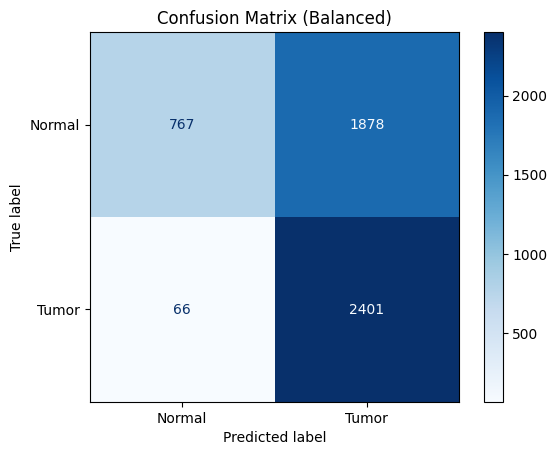 Confusion Matrix (Balanced)
True label
Normal
767
1878
Tumor
66
2401
Normal
Tumor
Predicted label
2000
1500
1000
500